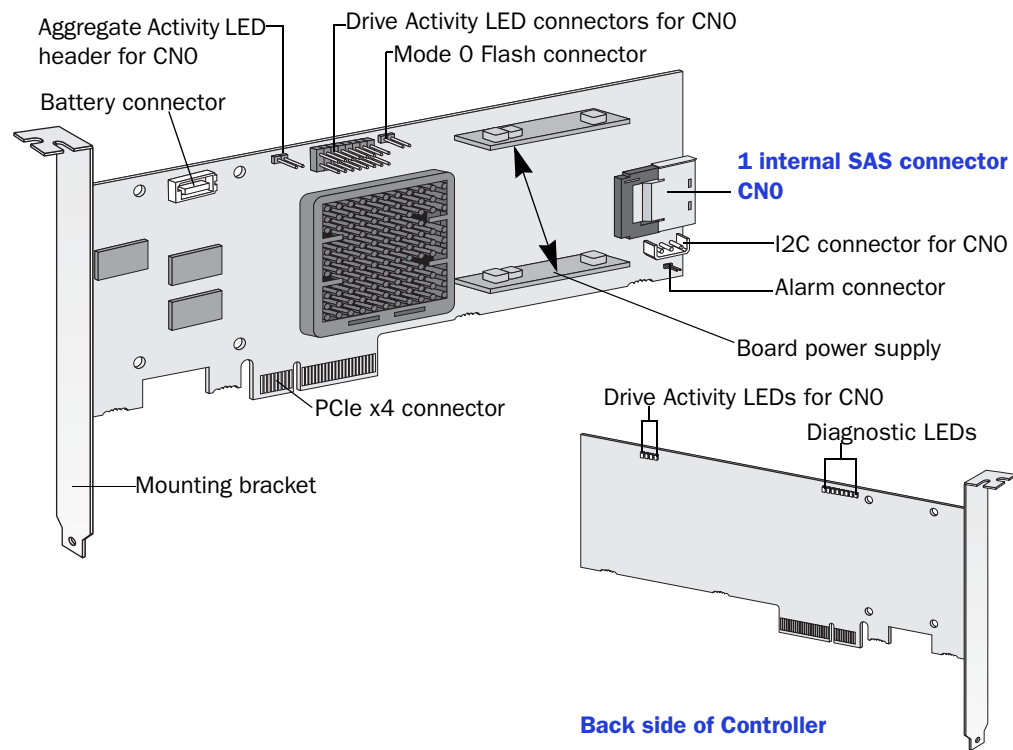 Aggregate Activity LED
header for CN0
Drive Activity LED connectors for CN0
Mode 0 Flash connector
Battery connector
1 internal SAS connector
CN0
I2C connector for CN0
Alarm connector
Board power supply
PCIe x4 connector
Mounting bracket
Drive Activity LEDs for CN0
Diagnostic LEDs
Back side of Controller